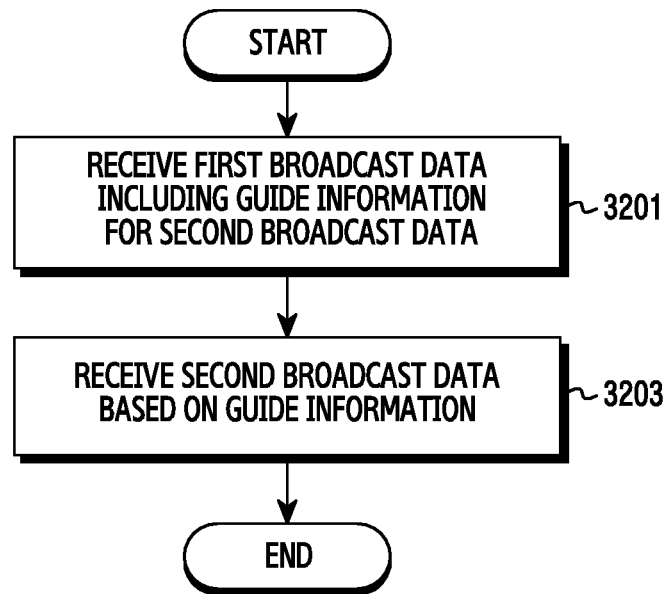 START
RECEIVE FIRST BROADCAST DATA
INCLUDING GUIDE INFORMATION
FOR SECOND BROADCAST DATA
3201
RECEIVE SECOND BROADCAST DATA
BASED ON GUIDE INFORMATION
3203
END